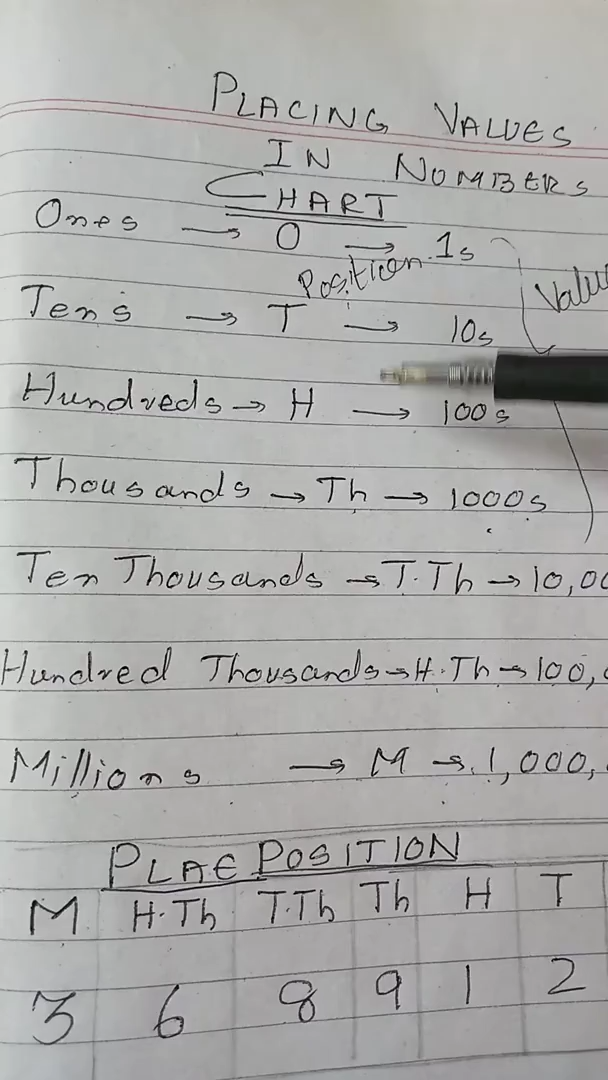 PLACING VALUES
IN NUMBERS
CHART
Ones → O → 1s
Position
Value
Tens → T → 10s
Hundreds → H → 100s
Thousands → Th → 1000s
Ten Thousands → T.Th → 10,00
Hundred Thousands → H.Th → 100,
Millions → M → 1,000,
PLAE POSITION
M H.Th T.Th Th H T
3 6 8 9 1 2